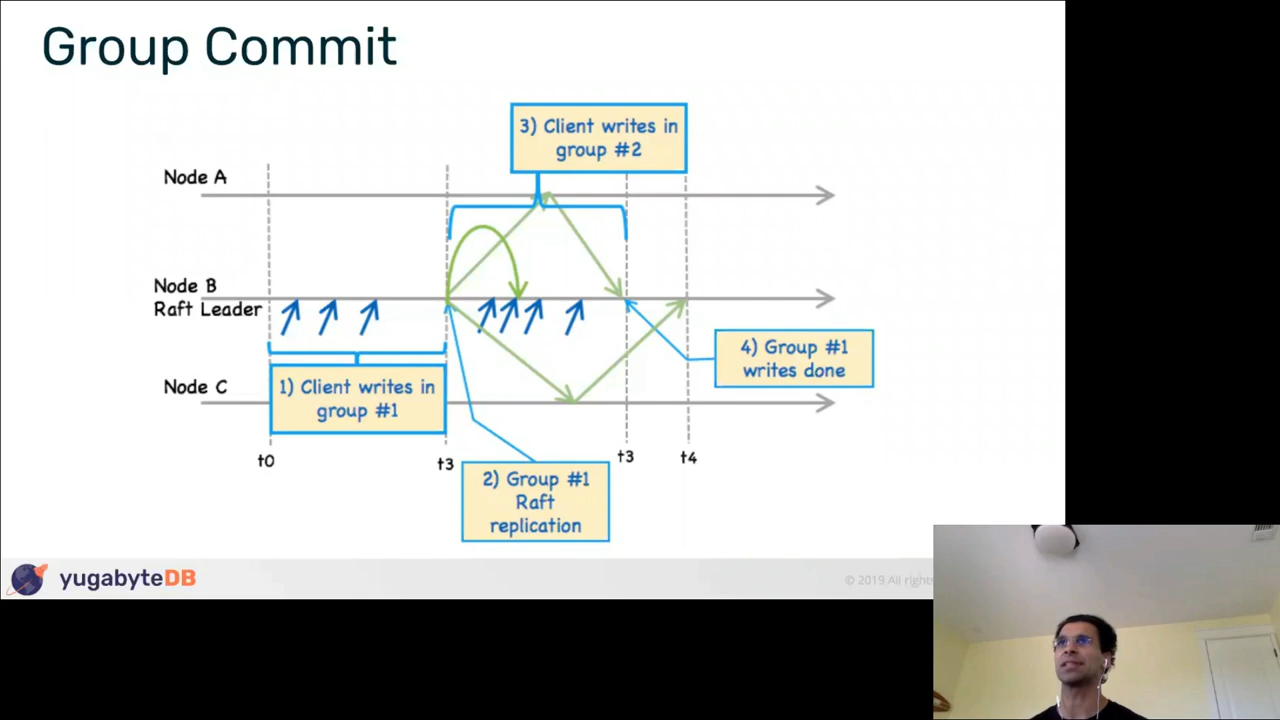 Group Commit
3) Client writes in
group #2
Node A
Node B
Raft Leader
4) Group #1
writes done
Node C
1) Client writes in
group #1
t0
t3
t3
t4
2) Group #1
Raft
replication
yugabyteDB
© 2019 All rights